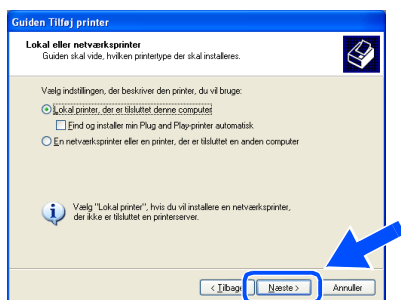 Guiden Tilføj printer
Lokal eller netværksprinter
Guiden skal vide, hvilken printertype der skal installeres.
Vælg indstillingen, der beskriver den printer, du vil bruge:
Lokal printer, der er tilsluttet denne computer
Find og installer min Plug and Play-printer automatisk
En netværksprinter eller en printer, der er tilsluttet en anden computer
Vælg "Lokal printer", hvis du vil installere en netværksprinter,
der ikke er tilsluttet en printerserver.
< Tilbage Næste > Annuller